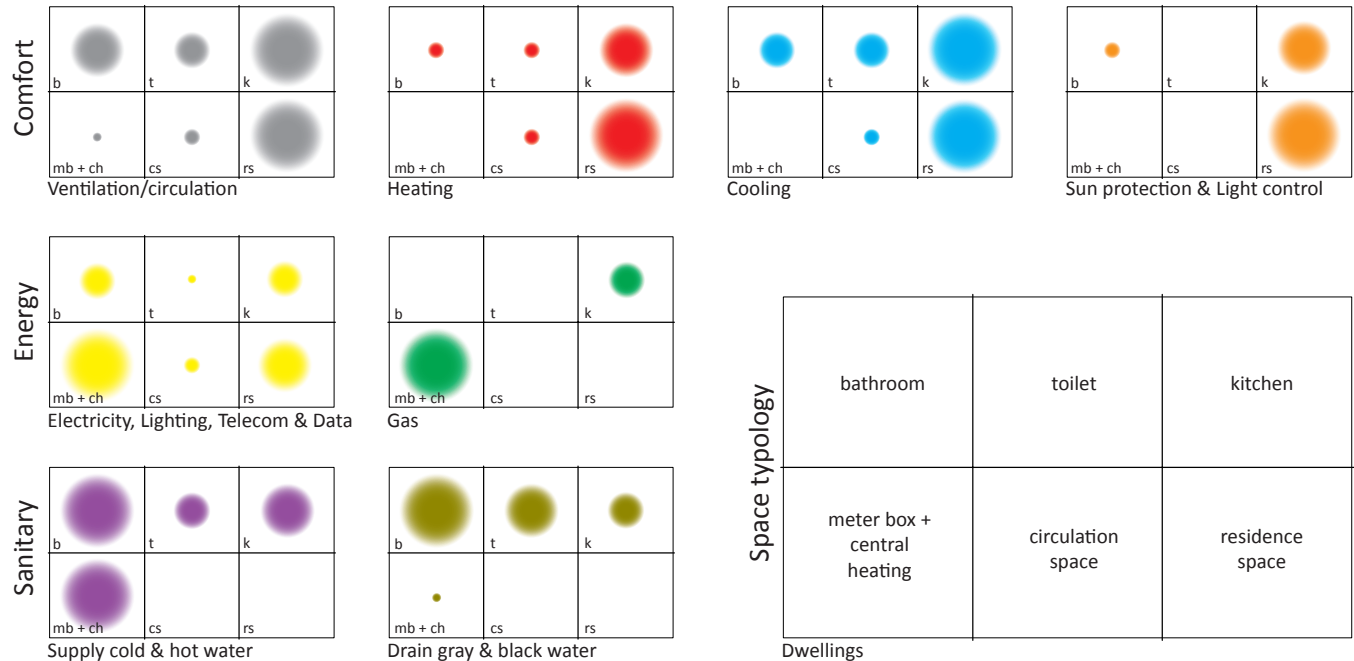 Comfort
b
t
k
mb + ch
cs
rs
Ventilation/circulation
b
t
k
mb + ch
cs
rs
Heating
b
t
k
mb + ch
cs
rs
Cooling
b
t
k
mb + ch
cs
rs
Sun protection & Light control
Energy
b
t
k
mb + ch
cs
rs
Electricity, Lighting, Telecom & Data
b
t
k
mb + ch
cs
rs
Gas
Sanitary
b
t
k
mb + ch
cs
rs
Supply cold & hot water
b
t
k
mb + ch
cs
rs
Drain gray & black water
Space typology
bathroom
toilet
kitchen
meter box +
central
heating
circulation
space
residence
space
Dwellings